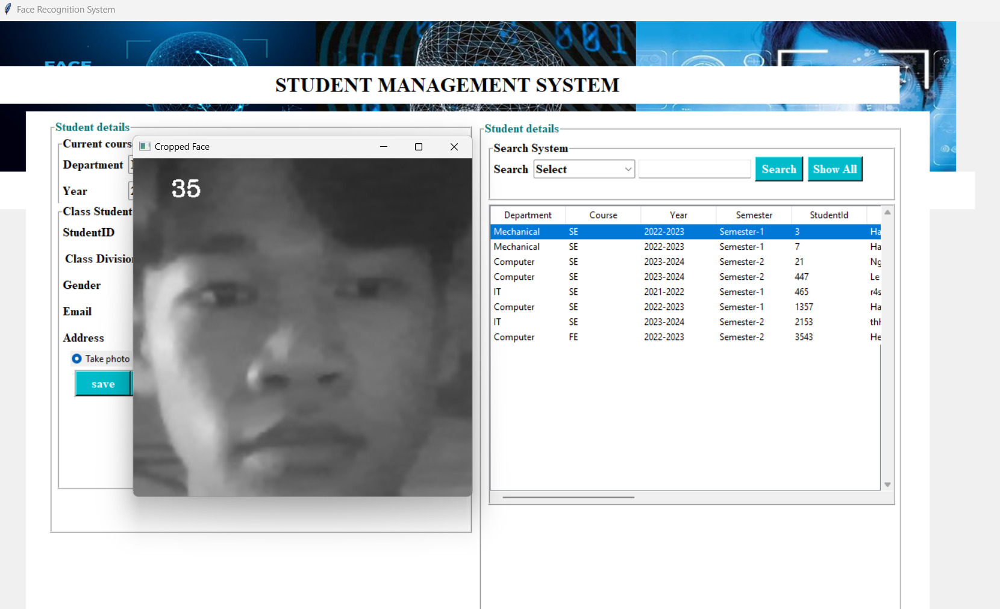 Face Recognition System
FACE
STUDENT MANAGEMENT SYSTEM
Student details
Current cours
Department
Year
Class Student
StudentID
Class Division
Gender
Email
Address
Take photo
save
Cropped Face
35
Student details
Search System
Search Select Search Show All
Department Course Year Semester StudentId
Mechanical SE 2022-2023 Semester-1 3 Ha
Mechanical SE 2022-2023 Semester-1 7 Ha
Computer SE 2023-2024 Semester-2 21 Ng
Computer SE 2023-2024 Semester-2 447 Le
IT SE 2021-2022 Semester-1 465 r4s
Computer SE 2022-2023 Semester-1 1357 Ha
IT SE 2023-2024 Semester-2 2153 thh
Computer FE 2022-2023 Semester-2 3543 He